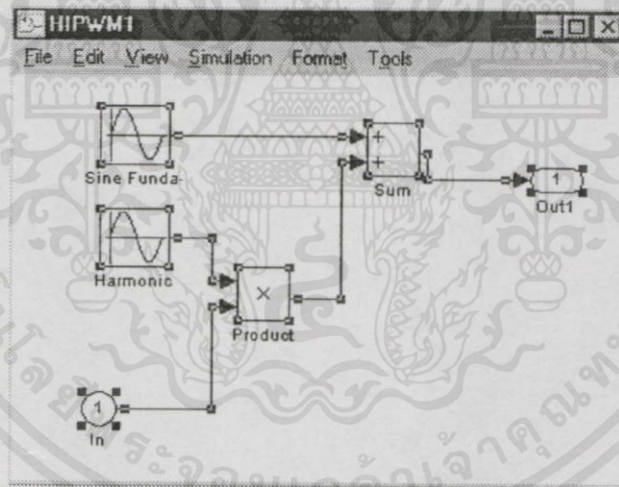 HIPWM1
File Edit View Simulation Format Tools
Sine Funda-
+
+
Sum
1
Out1
Harmonic
×
Product
1
In